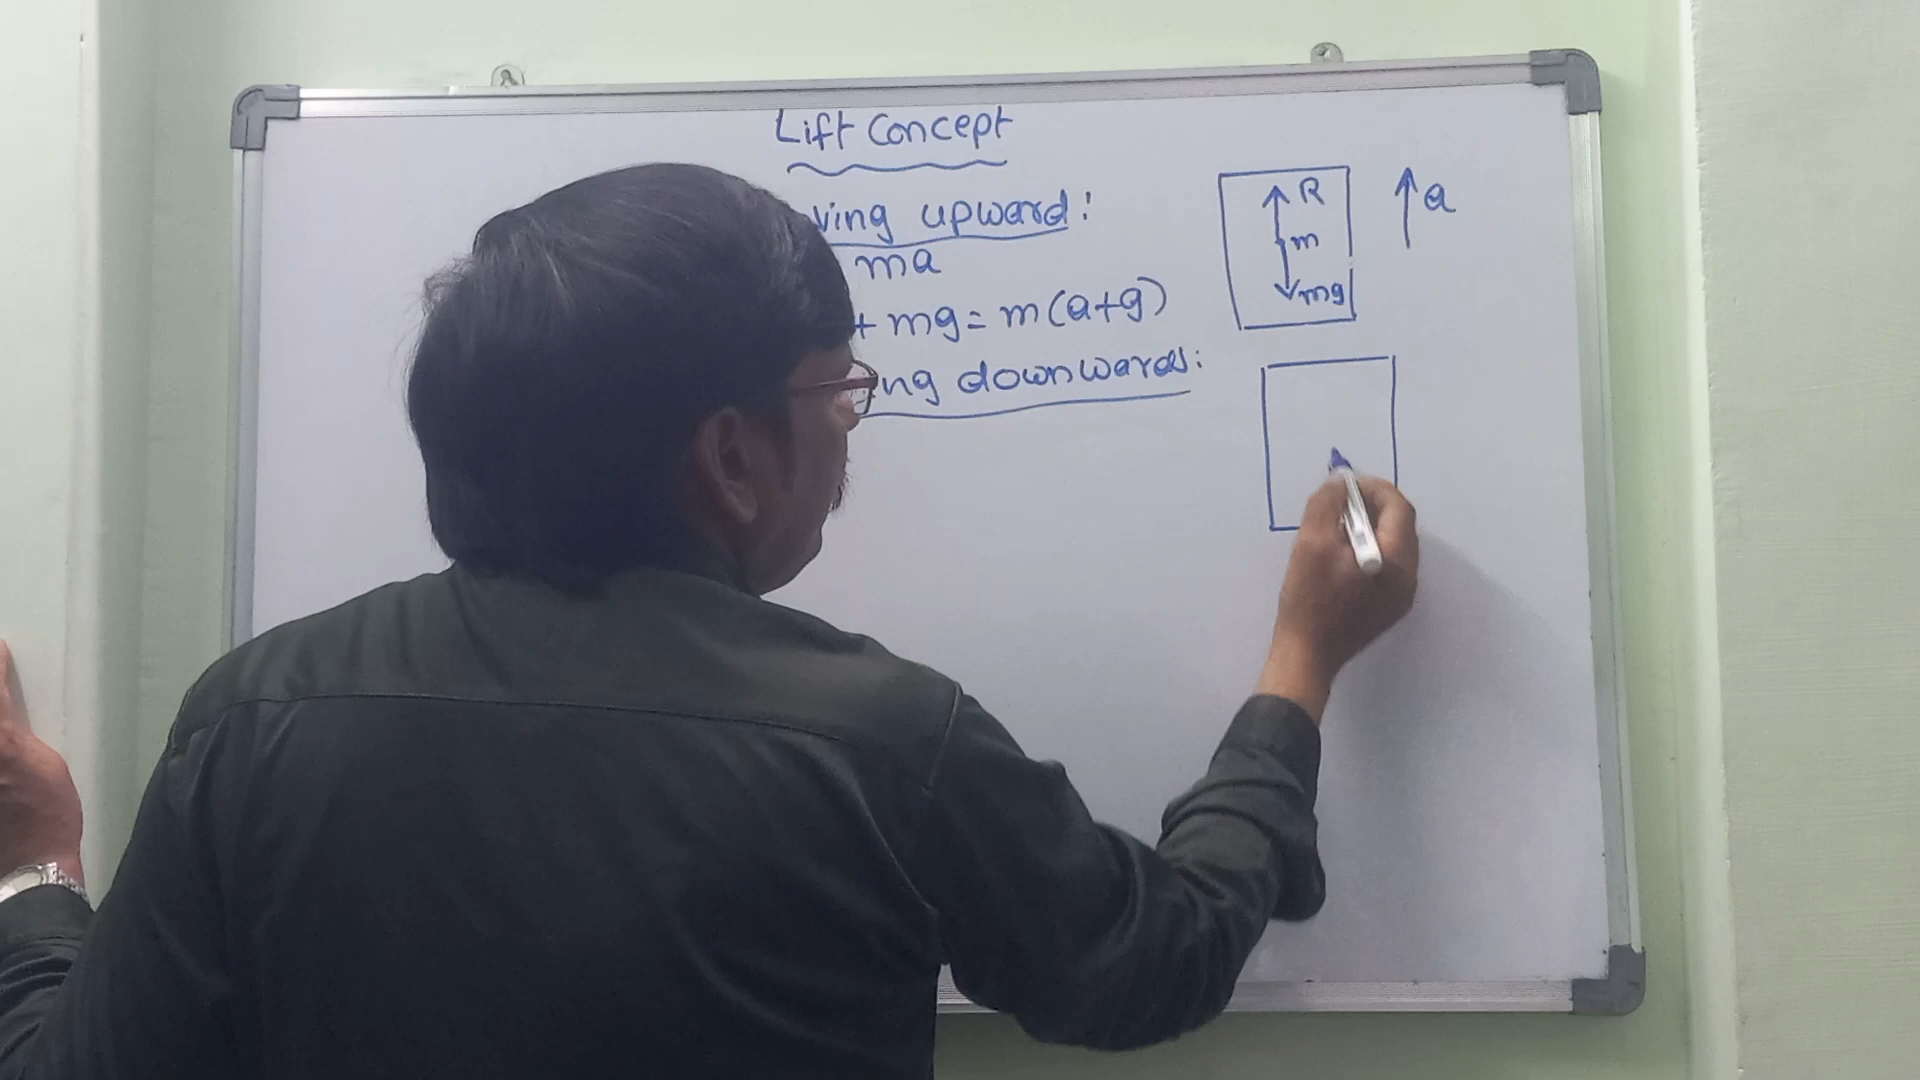 Lift Concept
ving upward:
ma
+ mg = m(a+g)
ng downwards:
R
m
mg
a